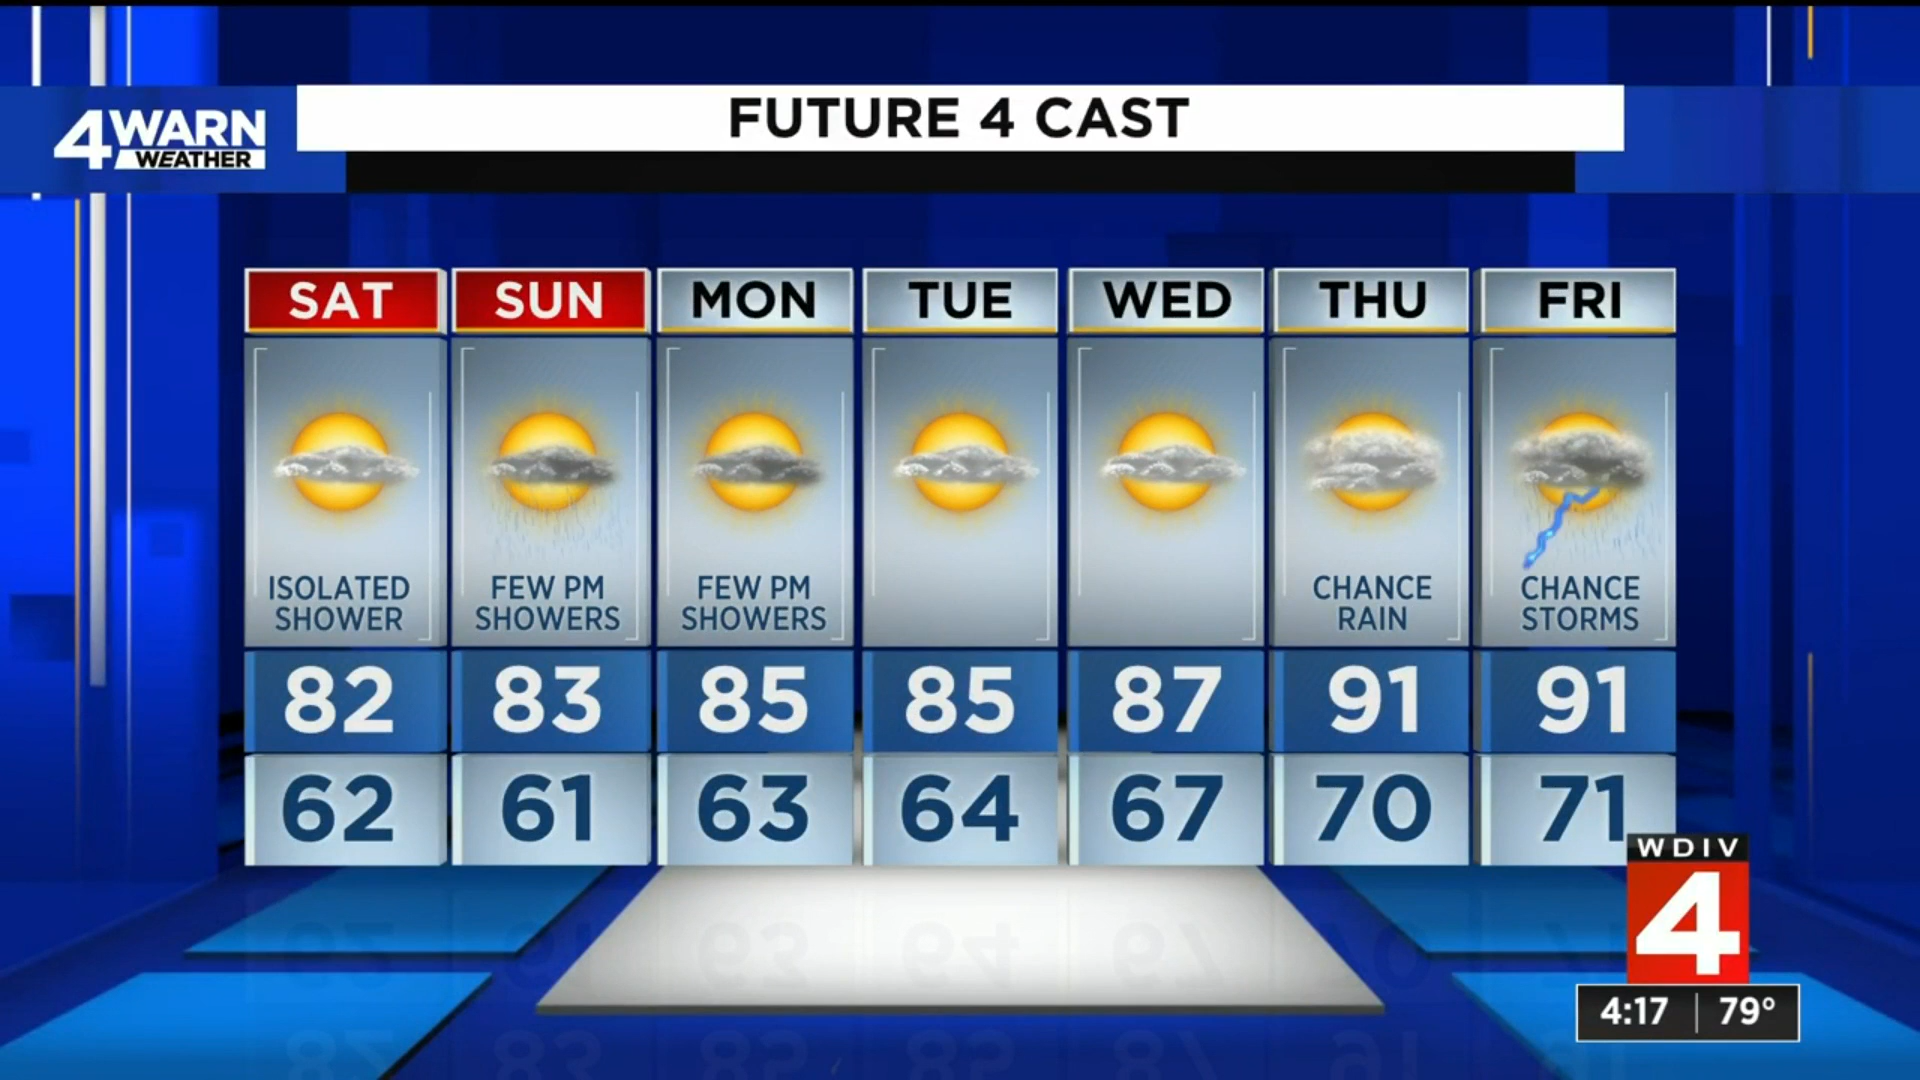 4WARN
WEATHER
FUTURE 4 CAST
SAT SUN MON TUE WED THU FRI
ISOLATED SHOWER
FEW PM SHOWERS
FEW PM SHOWERS
CHANCE RAIN
CHANCE STORMS
82 83 85 85 87 91 91
62 61 63 64 67 70 71
WDIV
4
4:17 79°